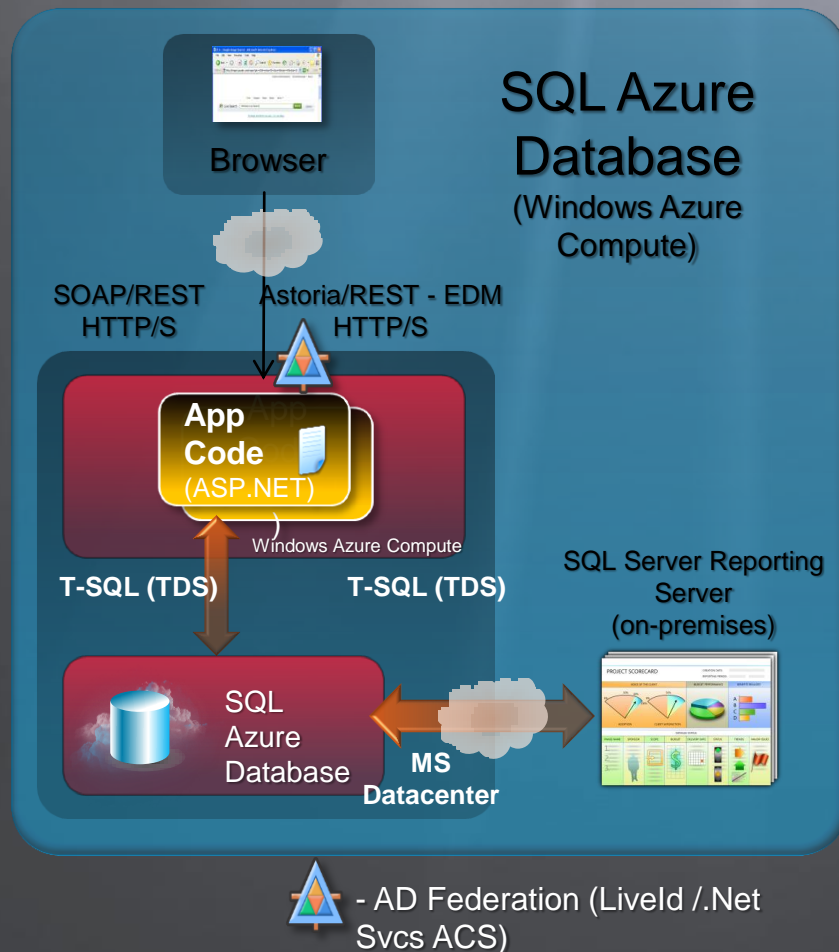 SQL Azure
Database
(Windows Azure
Compute)
Browser
SOAP/REST
HTTP/S
Astoria/REST - EDM
HTTP/S
App
Code
(ASP.NET)
)
Windows Azure Compute
T-SQL (TDS)
T-SQL (TDS)
SQL Server Reporting
Server
(on-premises)
PROJECT SCORECARD
SQL
Azure
Database
MS
Datacenter
- AD Federation (LiveId /.Net
Svcs ACS)